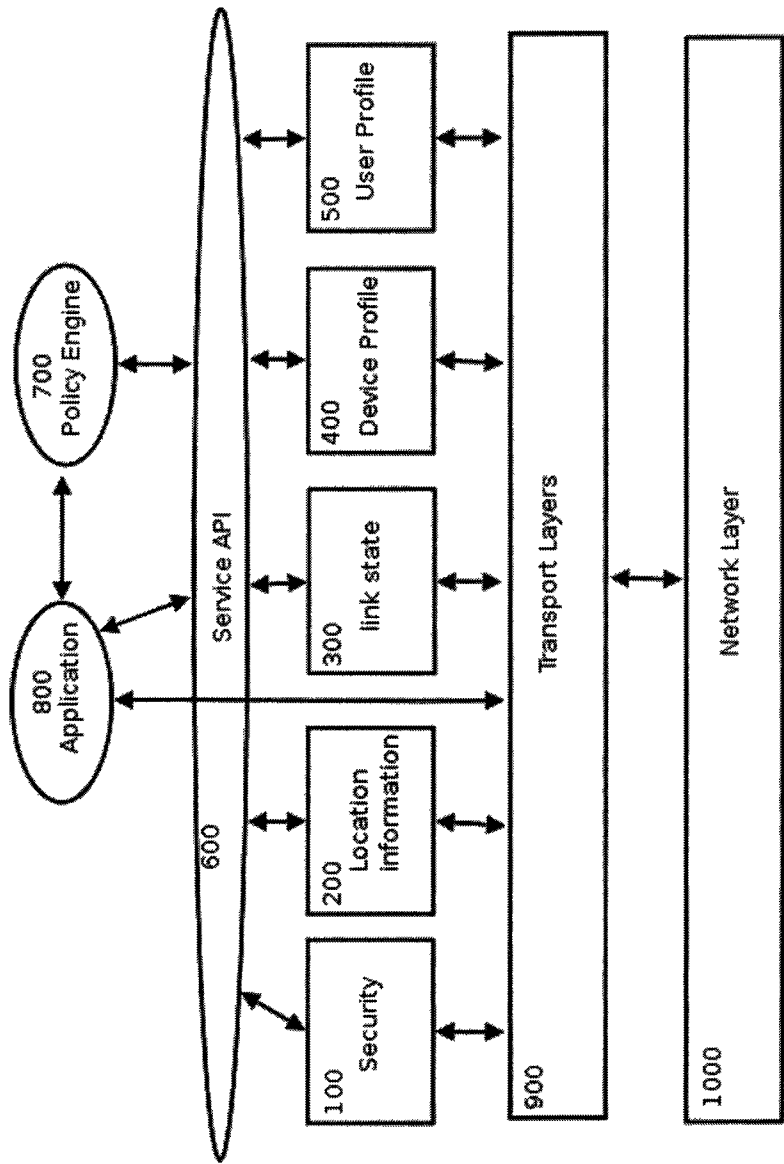 800
Application
700
Policy Engine
600
Service API
100
Security
200
Location
information
300
link state
400
Device Profile
500
User Profile
900
Transport Layers
1000
Network Layer